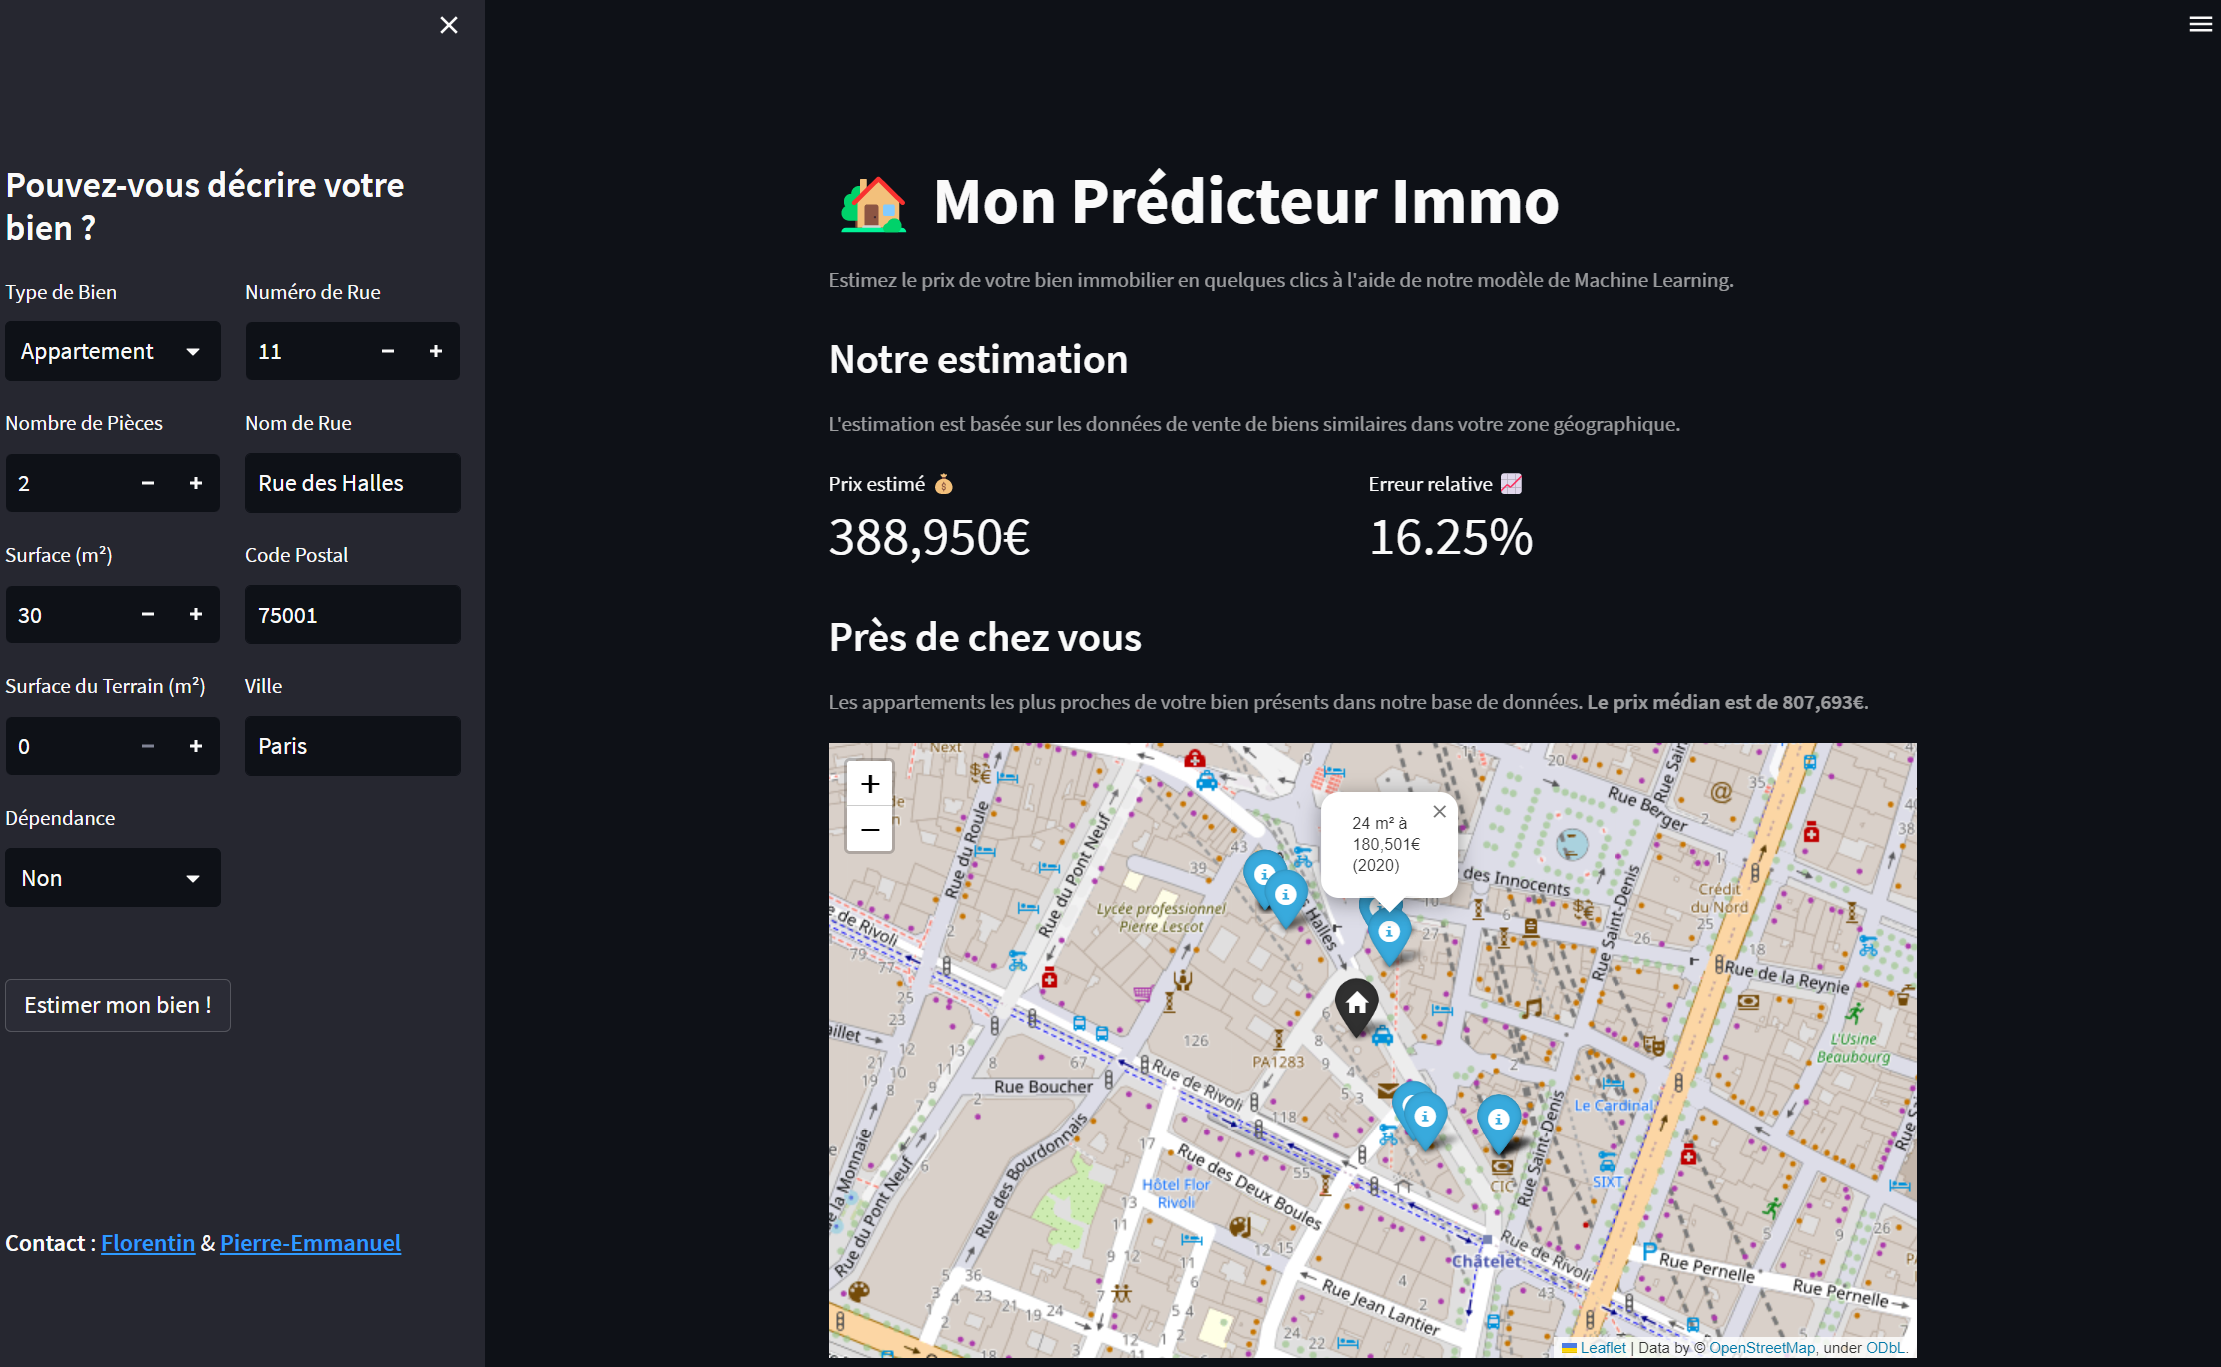 Pouvez-vous décrire votre
bien ?
Type de Bien
Numéro de Rue
Appartement
11
Nombre de Pièces
Nom de Rue
2
Rue des Halles
Surface (m²)
Code Postal
30
75001
Surface du Terrain (m²)
Ville
0
Paris
Dépendance
Non
Estimer mon bien !
Contact : Florentin & Pierre-Emmanuel
Mon Prédicteur Immo
Estimez le prix de votre bien immobilier en quelques clics à l'aide de notre modèle de Machine Learning.
Notre estimation
L'estimation est basée sur les données de vente de biens similaires dans votre zone géographique.
Prix estimé
Erreur relative
388,950€
16.25%
Près de chez vous
Les appartements les plus proches de votre bien présents dans notre base de données. Le prix médian est de 807,693€.
+
−
24 m² à
180,501€
(2020)
Next
Rue du Roule
Rue du Pont Neuf
Lycée professionnel
Pierre Lescot
Halles
Rue Berger
des Innocents
Rue Saint-Denis
Crédit
du Nord
Rue de la Reynie
L'Usine
Beaubourg
e de Rivoli
PA1283
Rue de Rivoli
Rue Boucher
Rue des Bourdonnais
la Monnaie
Rue du Pont Neuf
Hôtel Flor
Rivoli
Rue des Deux Boules
Le Cardinal
CIC
SIXT
Rue Saint-Denis
Châtelet
Rue de Rivoli
Rue Jean Lantier
Rue Pernelle
Rue Pernelle
Leaflet | Data by © OpenStreetMap, under ODbL.